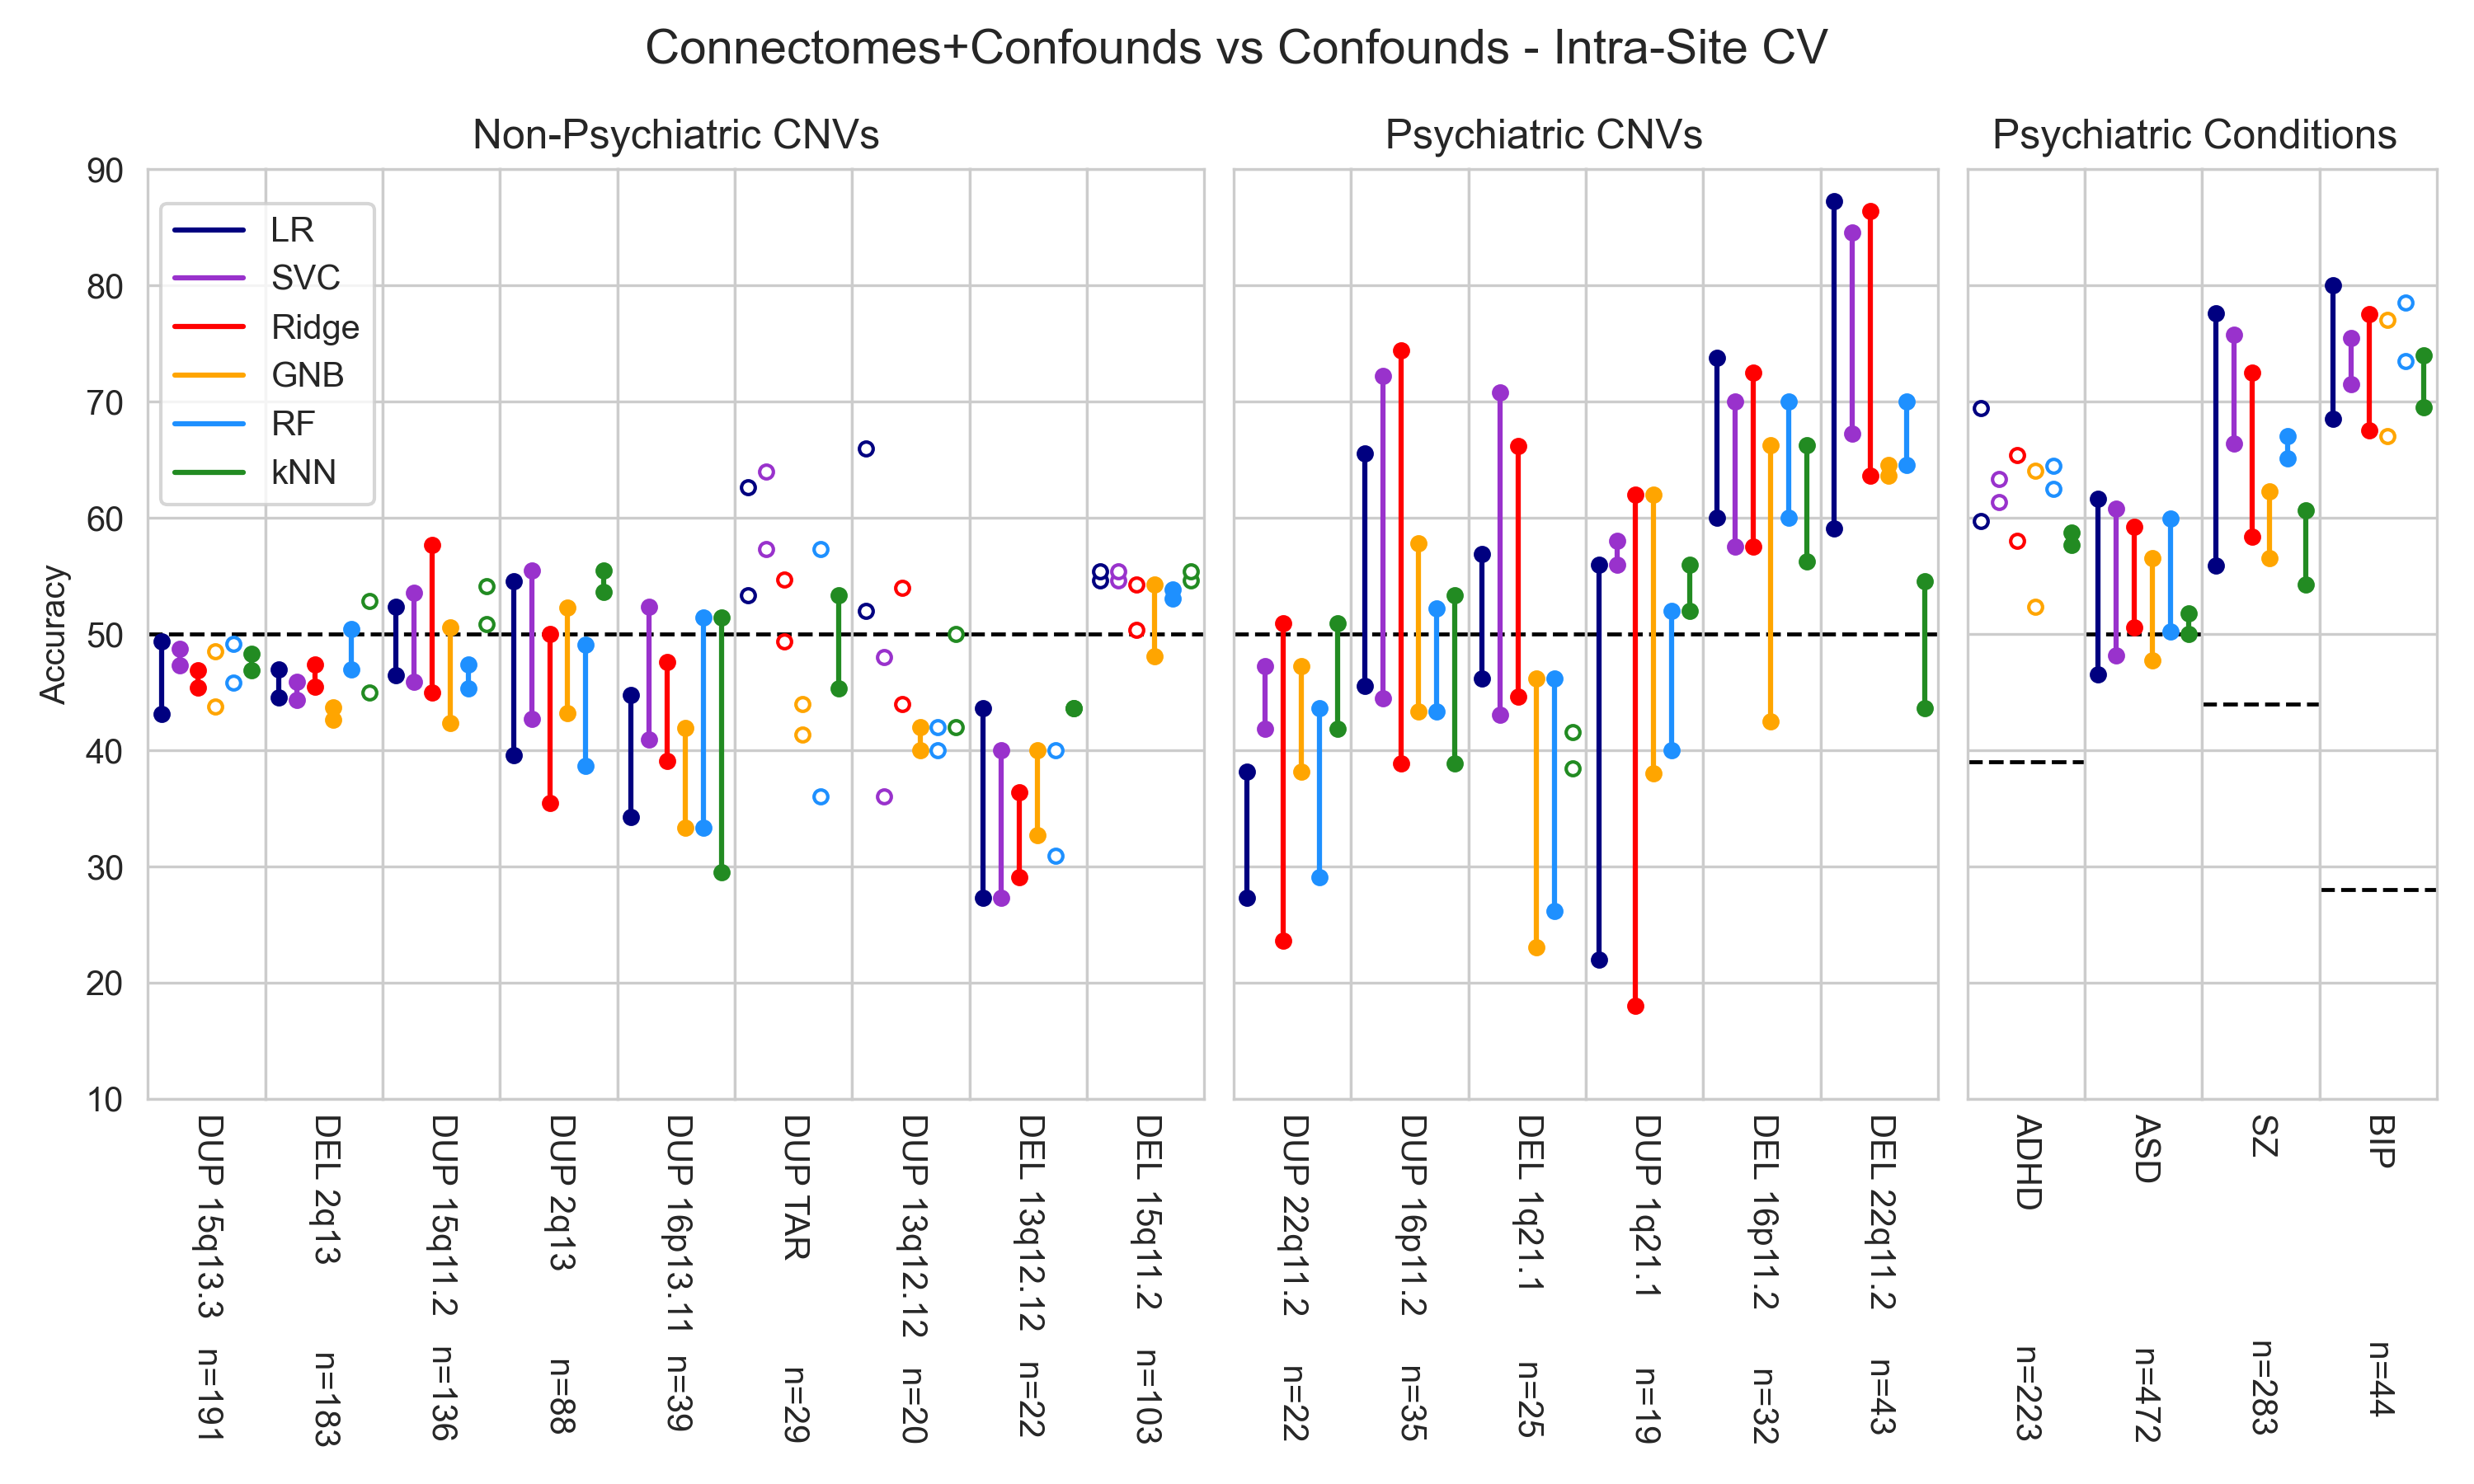 Connectomes+Confounds vs Confounds - Intra-Site CV
Non-Psychiatric CNVs
Psychiatric CNVs
Psychiatric Conditions
Accuracy
90
80
70
60
50
40
30
20
10
LR
SVC
Ridge
GNB
RF
kNN
DUP 15q13.3 n=191
DEL 2q13 n=183
DUP 15q11.2 n=136
DUP 2q13 n=88
DUP 16p13.11 n=39
DUP TAR n=29
DUP 13q12.12 n=20
DEL 13q12.12 n=22
DEL 15q11.2 n=103
DUP 22q11.2 n=22
DUP 16p11.2 n=35
DEL 1q21.1 n=25
DUP 1q21.1 n=19
DEL 16p11.2 n=32
DEL 22q11.2 n=43
ADHD n=223
ASD n=472
SZ n=283
BIP n=44